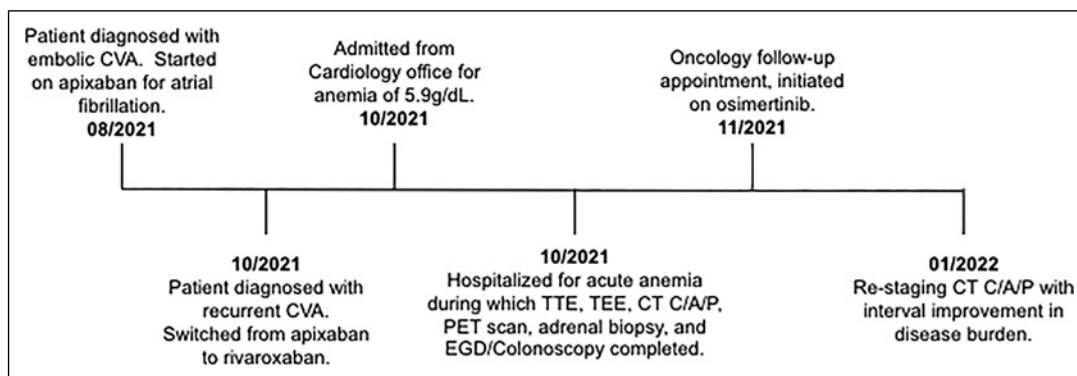 Patient diagnosed with
embolic CVA. Started
on apixaban for atrial
fibrillation.
08/2021
10/2021
Patient diagnosed with
recurrent CVA.
Switched from apixaban
to rivaroxaban.
Admitted from
Cardiology office for
anemia of 5.9g/dL.
10/2021
10/2021
Hospitalized for acute anemia
during which TTE, TEE, CT C/A/P,
PET scan, adrenal biopsy, and
EGD/Colonoscopy completed.
Oncology follow-up
appointment, initiated
on osimertinib.
11/2021
01/2022
Re-staging CT C/A/P with
interval improvement in
disease burden.